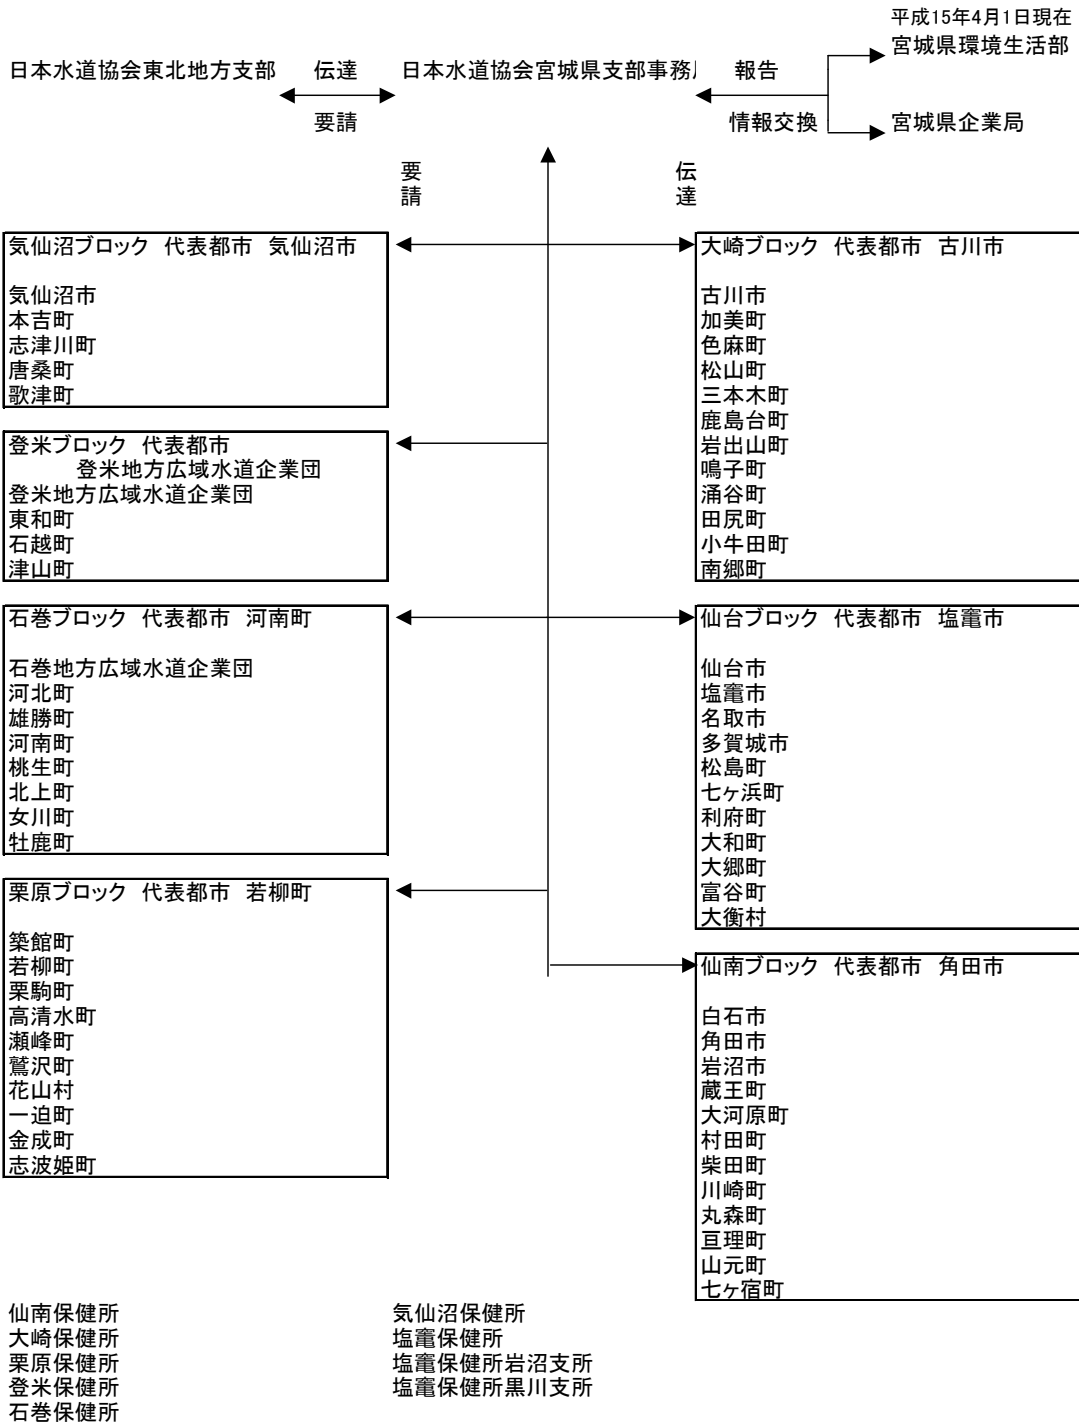 平成15年4月1日現在
宮城県環境生活部
日本水道協会東北地方支部 伝達 日本水道協会宮城県支部事務 報告
要請 情報交換 宮城県企業局
要請
伝達
気仙沼ブロック 代表都市 気仙沼市
気仙沼市
本吉町
志津川町
唐桑町
歌津町
登米ブロック 代表都市
登米地方広域水道企業団
登米地方広域水道企業団
東和町
石越町
津山町
石巻ブロック 代表都市 河南町
石巻地方広域水道企業団
河北町
雄勝町
河南町
桃生町
北上町
女川町
牡鹿町
栗原ブロック 代表都市 若柳町
築館町
若柳町
栗駒町
高清水町
瀬峰町
鶯沢町
花山村
一迫町
金成町
志波姫町
大崎ブロック 代表都市 古川市
古川市
加美町
色麻町
松山町
三本木町
鹿島台町
岩出山町
鳴子町
涌谷町
田尻町
小牛田町
南郷町
仙台ブロック 代表都市 塩竈市
仙台市
塩竈市
名取市
多賀城市
松島町
七ヶ浜町
利府町
大和町
大郷町
富谷町
大衡村
仙南ブロック 代表都市 角田市
白石市
角田市
岩沼市
蔵王町
大河原町
村田町
柴田町
川崎町
丸森町
亘理町
山元町
七ヶ宿町
仙南保健所
大崎保健所
栗原保健所
登米保健所
石巻保健所
気仙沼保健所
塩竈保健所
塩竈保健所岩沼支所
塩竈保健所黒川支所